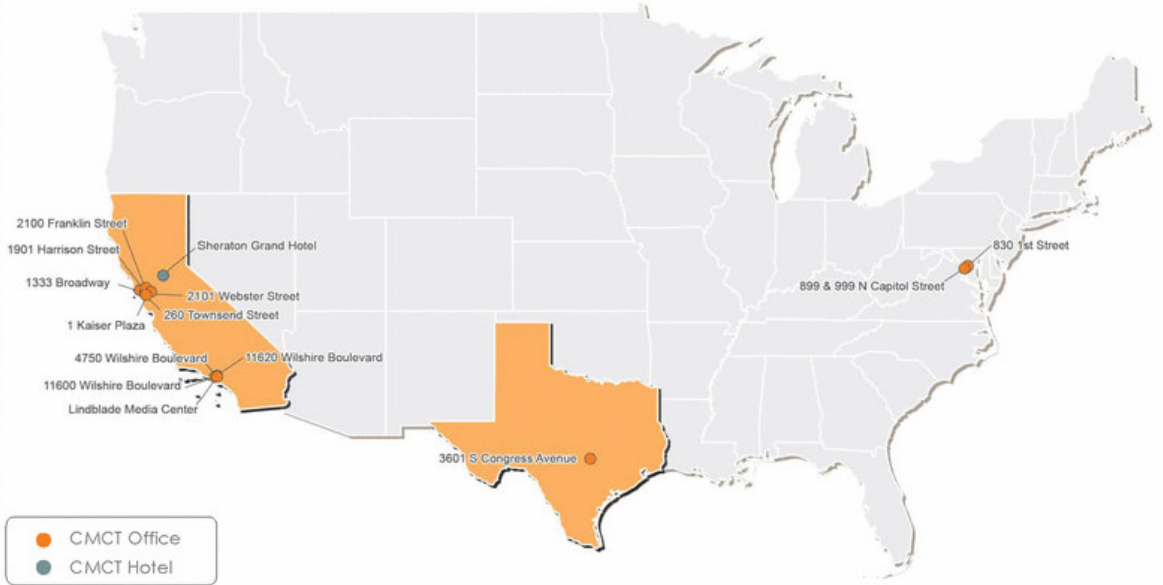 2100 Franklin Street
1901 Harrison Street
Sheraton Grand Hotel
830 1st Street
1333 Broadway
899 & 999 N Capitol Street
2101 Webster Street
260 Townsend Street
1 Kaiser Plaza
4750 Wilshire Boulevard
11620 Wilshire Boulevard
11600 Wilshire Boulevard
Lindblade Media Center
3601 S Congress Avenue
CMCT Office
CMCT Hotel